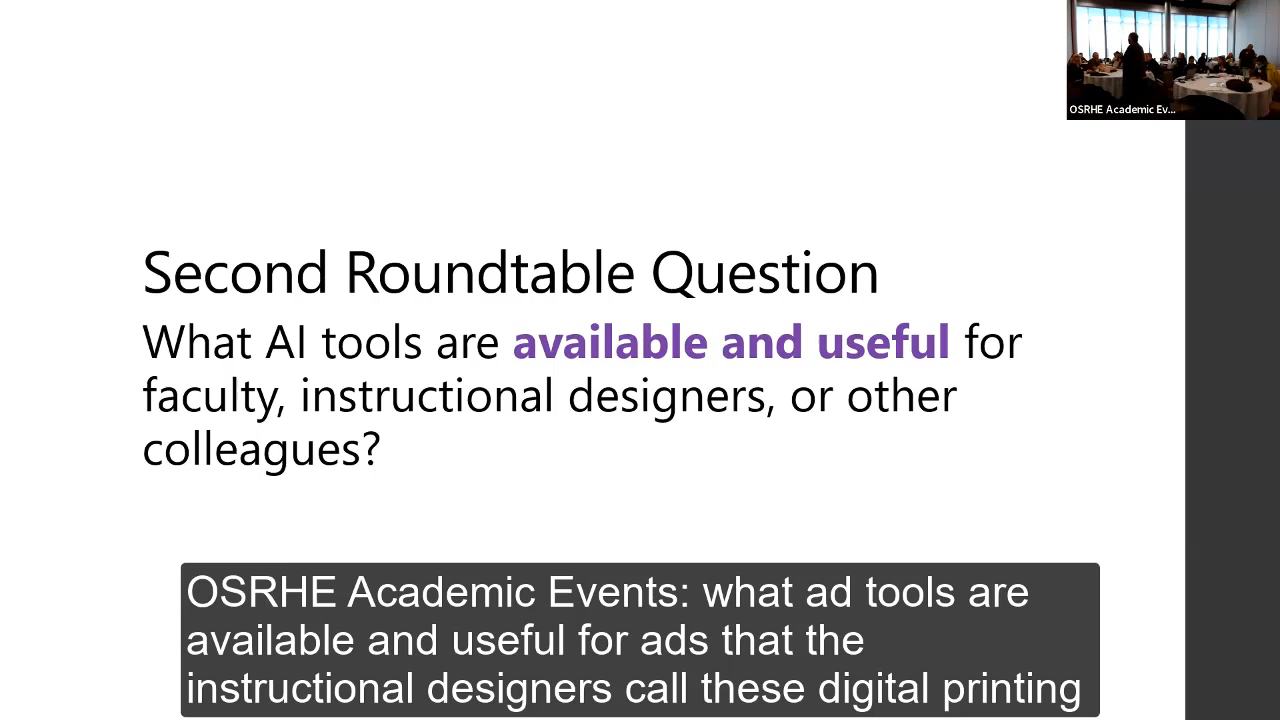 OSRHE Academic Ev...
Second Roundtable Question
What AI tools are available and useful for
faculty, instructional designers, or other
colleagues?
OSRHE Academic Events: what ad tools are
available and useful for ads that the
instructional designers call these digital printing